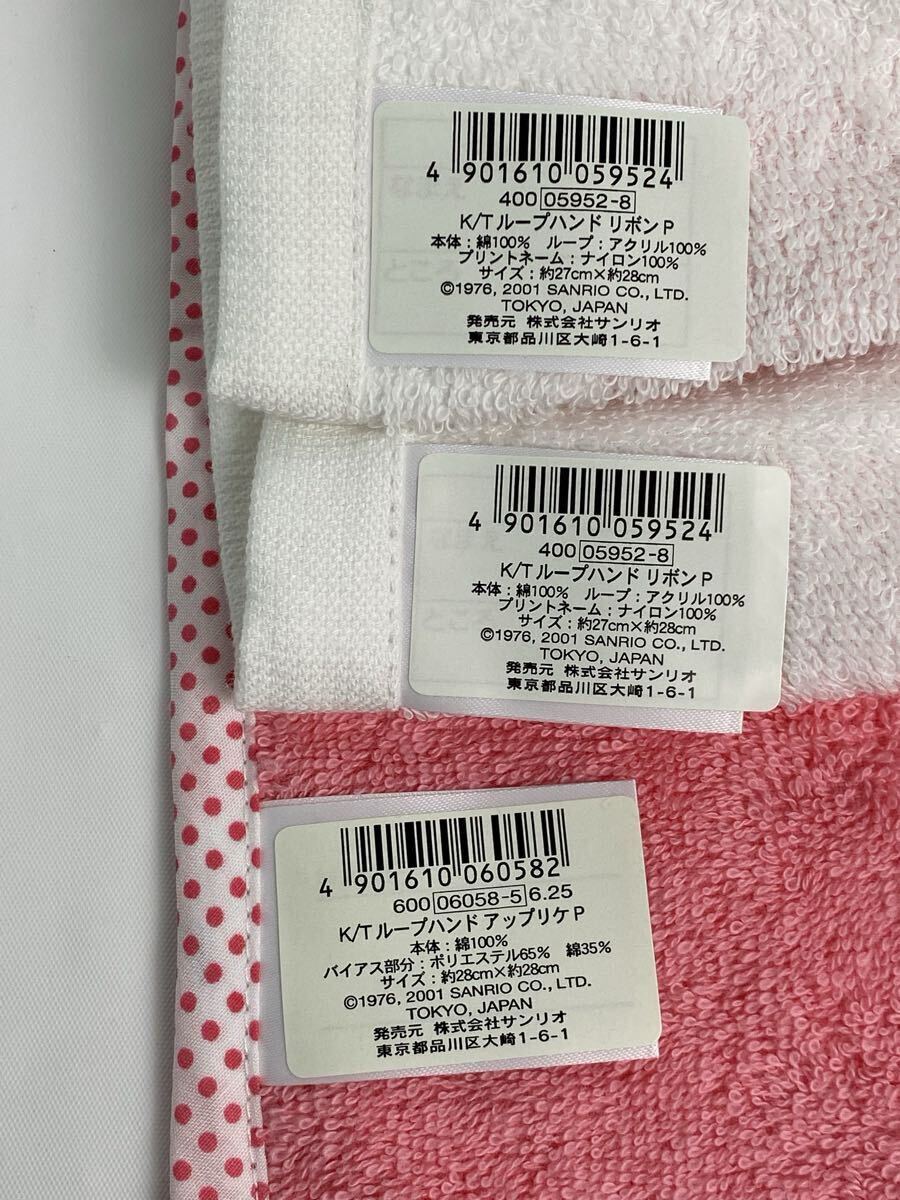 4 901610 059524
400 05952-8
K/T ループハンド リボン P
本体：綿100%　ループ：アクリル100%
プリントネーム：ナイロン100%
サイズ：約27cm×約28cm
©1976, 2001 SANRIO CO., LTD.
TOKYO, JAPAN
発売元 株式会社サンリオ
東京都品川区大崎1-6-1
4 901610 059524
400 05952-8
K/T ループハンド リボン P
本体：綿100%　ループ：アクリル100%
プリントネーム：ナイロン100%
サイズ：約27cm×約28cm
©1976, 2001 SANRIO CO., LTD.
TOKYO, JAPAN
発売元 株式会社サンリオ
東京都品川区大崎1-6-1
4 901610 060582
600 06058-5 6.25
K/T ループハンド アップリケ P
本体：綿100%
バイアス部分：ポリエステル65%　綿35%
サイズ：約28cm×約28cm
©1976, 2001 SANRIO CO., LTD.
TOKYO, JAPAN
発売元 株式会社サンリオ
東京都品川区大崎1-6-1